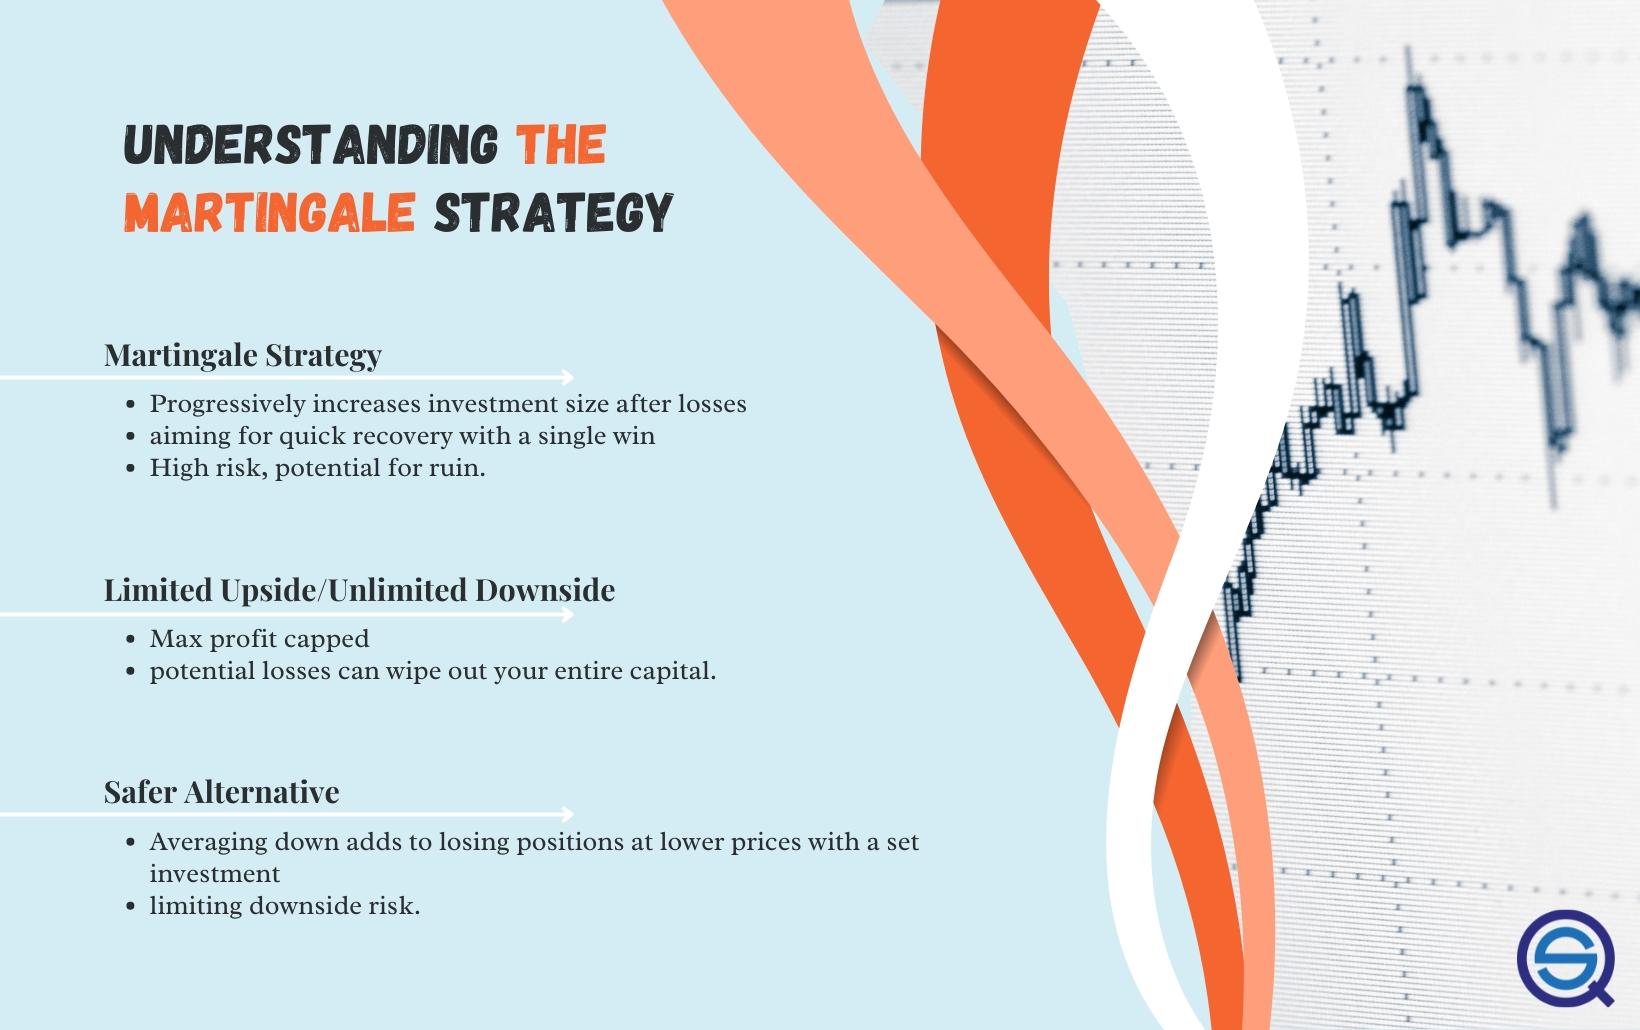 UNDERSTANDING THE
MARTINGALE STRATEGY
Martingale Strategy
• Progressively increases investment size after losses
• aiming for quick recovery with a single win
• High risk, potential for ruin.
Limited Upside/Unlimited Downside
• Max profit capped
• potential losses can wipe out your entire capital.
Safer Alternative
• Averaging down adds to losing positions at lower prices with a set
investment
• limiting downside risk.